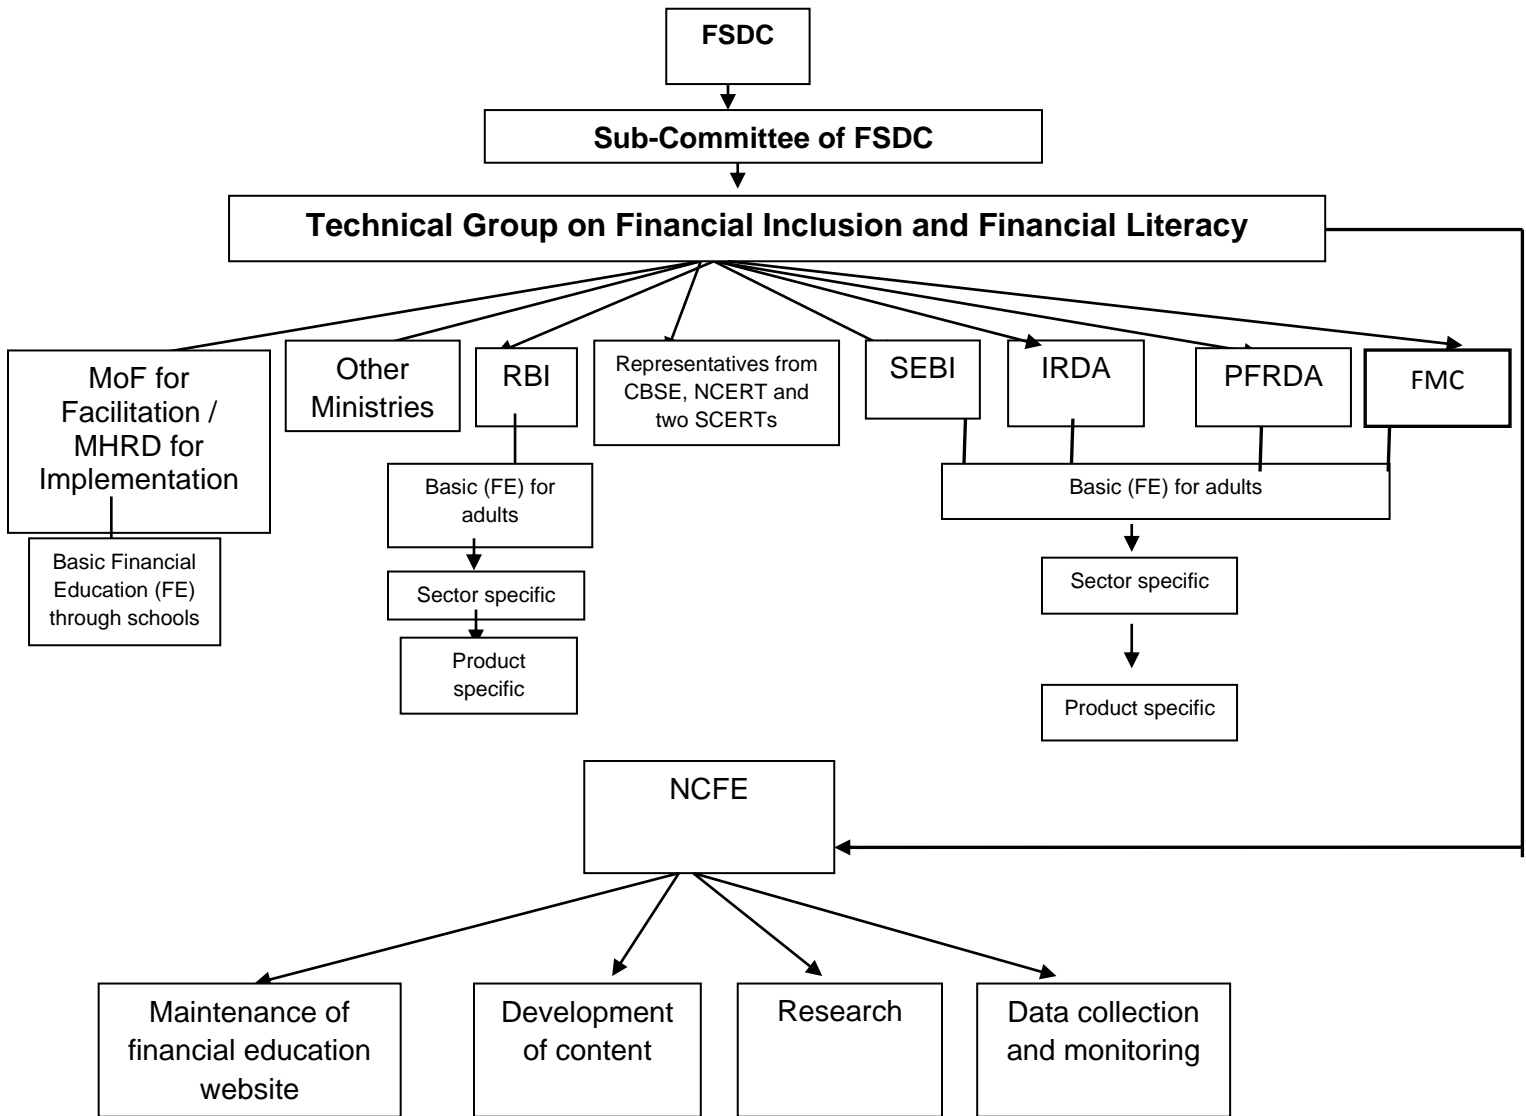 FSDC
Sub-Committee of FSDC
Technical Group on Financial Inclusion and Financial Literacy
MoF for
Facilitation /
MHRD for
Implementation
Other
Ministries
RBI
Representatives from
CBSE, NCERT and
two SCERTs
SEBI
IRDA
PFRDA
FMC
Basic Financial
Education (FE)
through schools
Basic (FE) for
adults
Sector specific
Product
specific
Basic (FE) for adults
Sector specific
Product specific
NCFE
Maintenance of
financial education
website
Development
of content
Research
Data collection
and monitoring